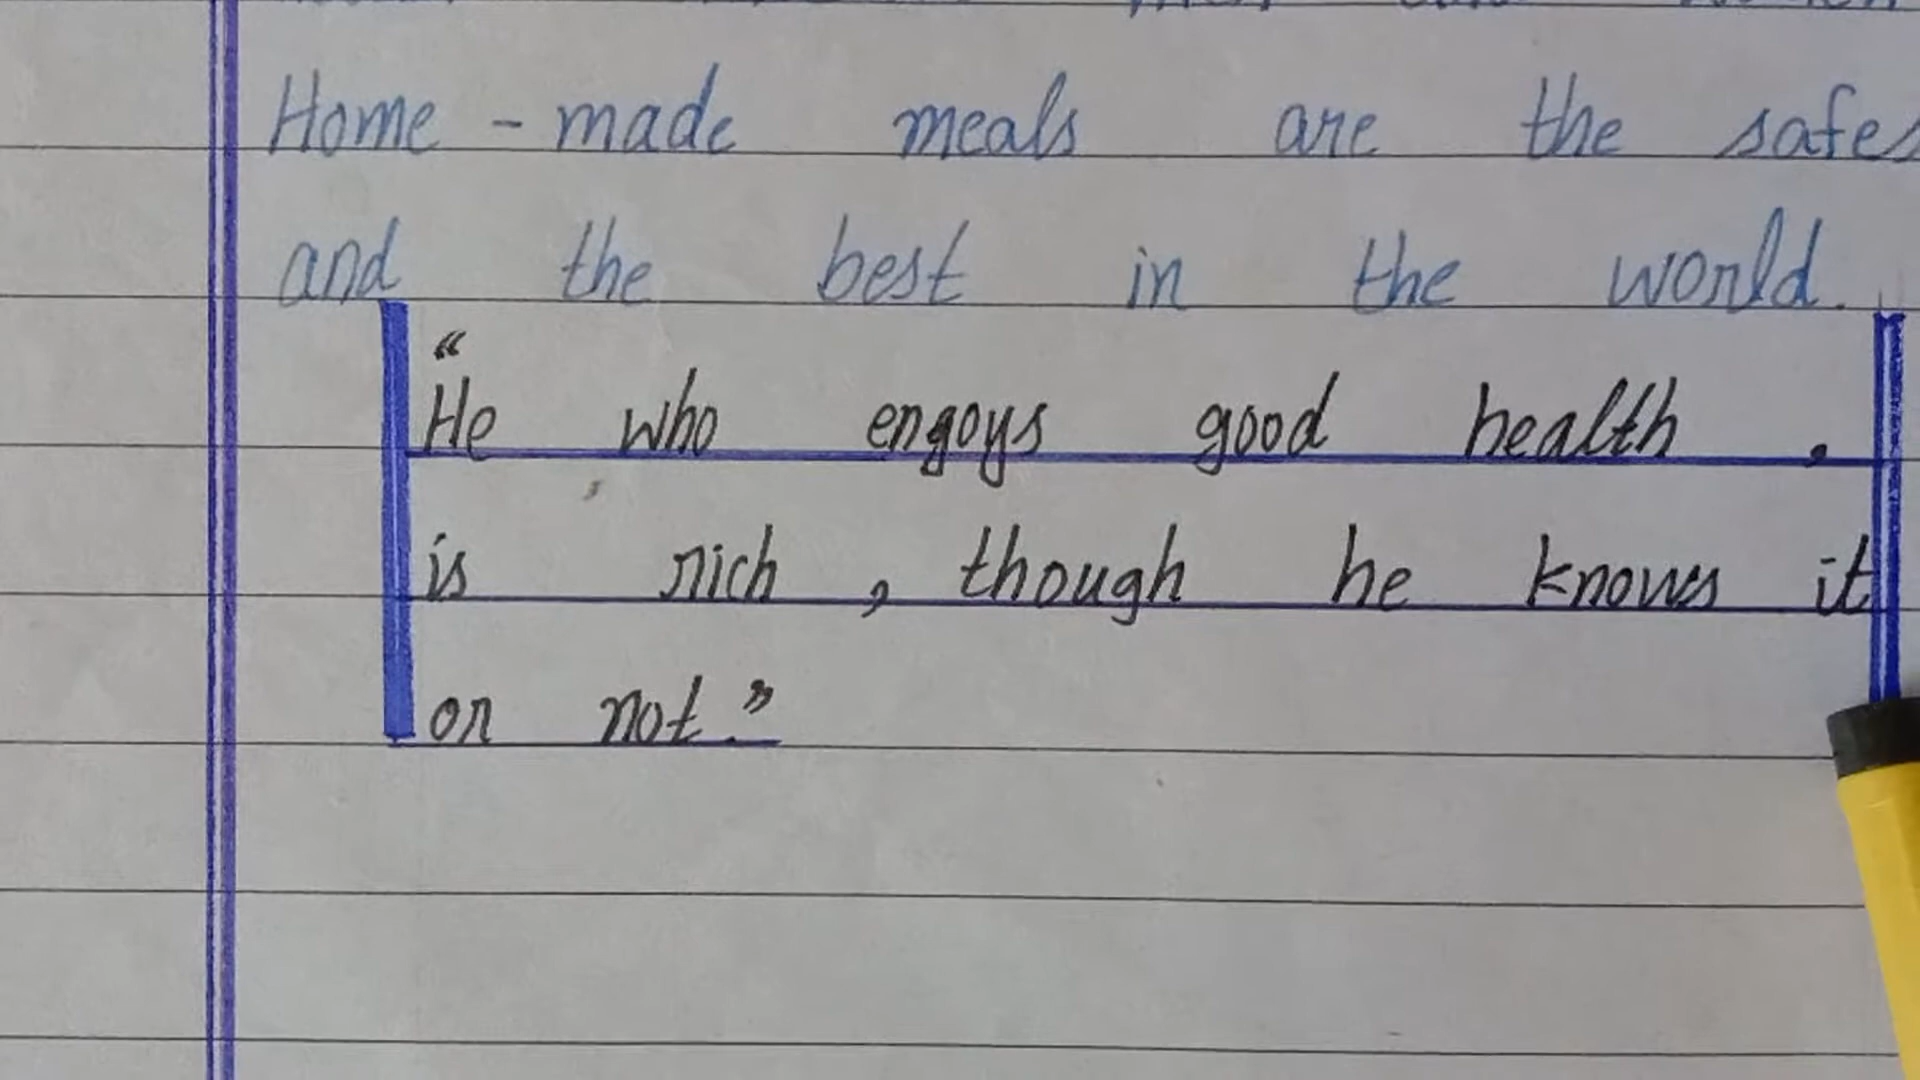 Home - made meals are the safes
and the best in the world.
“He who engoys good health ,
is rich , though he knows it
or not.”